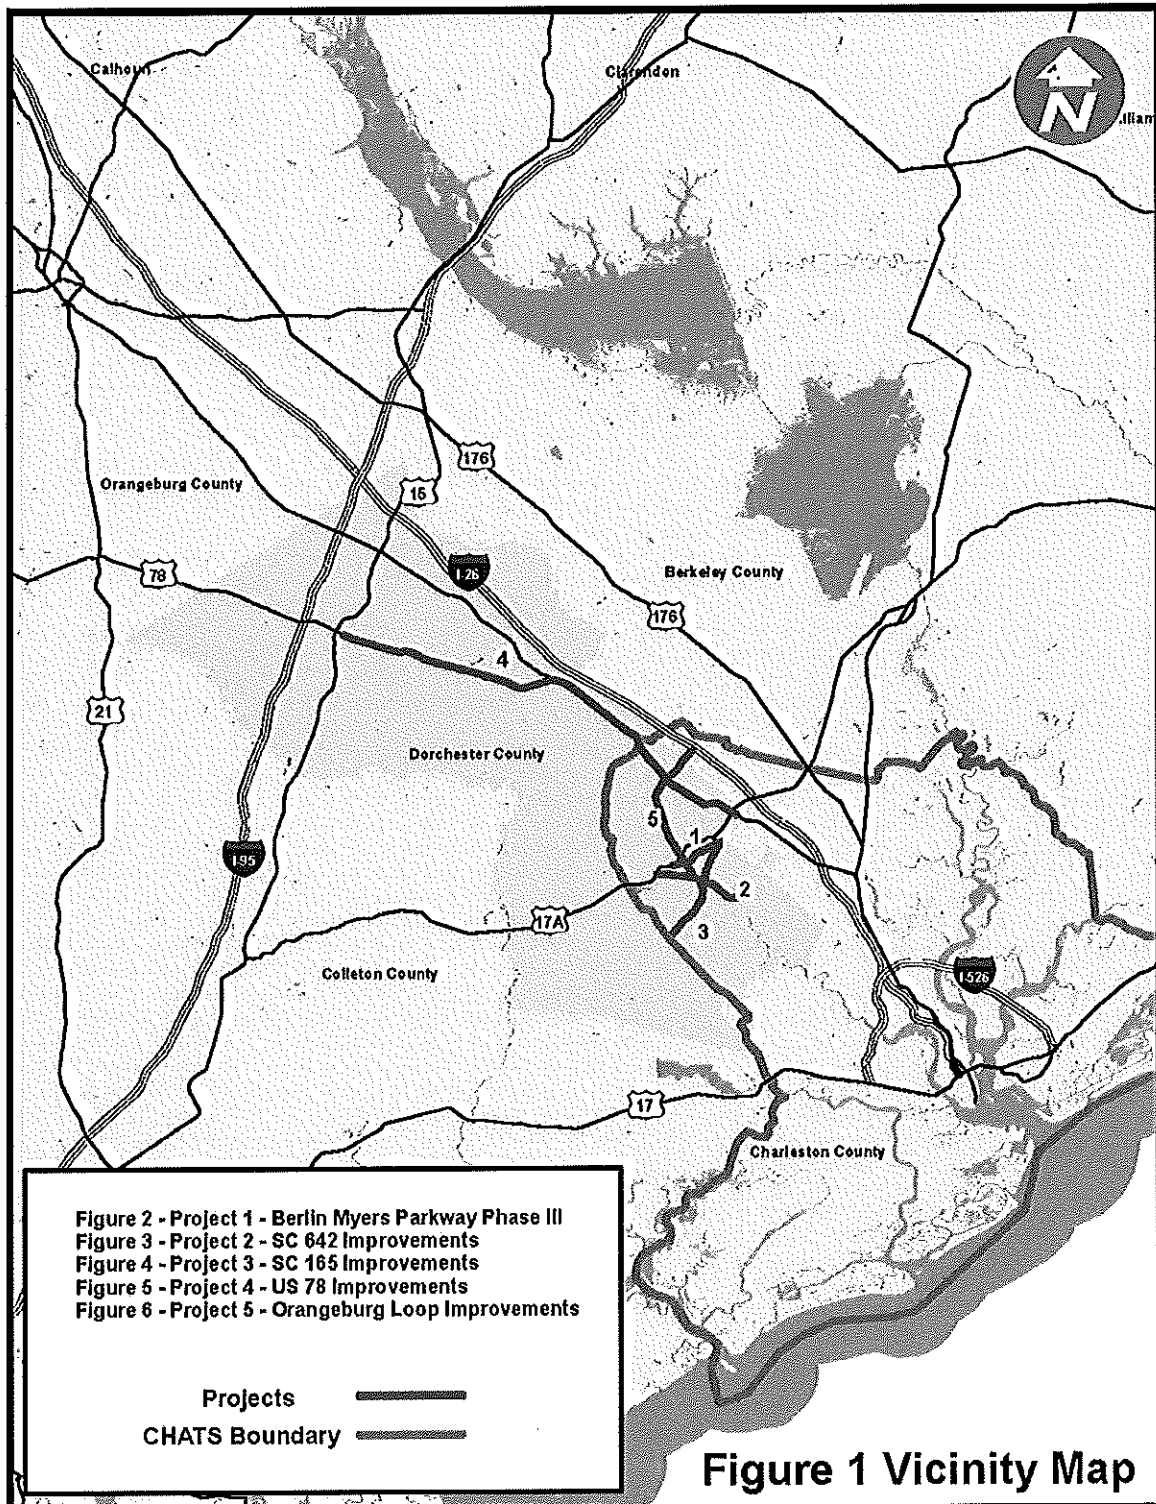 Calhoun
Clarendon
N
176
Orangeburg County
15
I-26
78
Berkeley County
176
4
21
Dorchester County
5
1
I-95
2
17A
3
Colleton County
I-526
17
Charleston County
Figure 2 - Project 1 - Berlin Myers Parkway Phase III
Figure 3 - Project 2 - SC 642 Improvements
Figure 4 - Project 3 - SC 165 Improvements
Figure 5 - Project 4 - US 78 Improvements
Figure 6 - Project 5 - Orangeburg Loop Improvements
Projects
CHATS Boundary
Figure 1 Vicinity Map